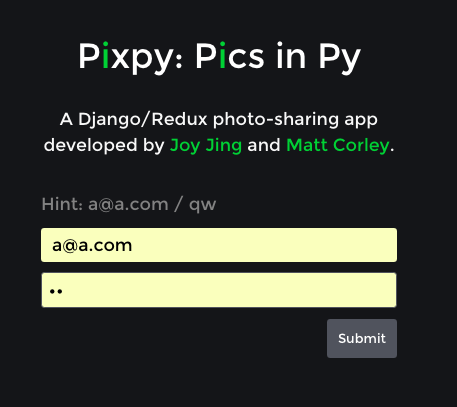 Pixpy: Pics in Py
A Django/Redux photo-sharing app
developed by Joy Jing and Matt Corley.
Hint: a@a.com / qw
a@a.com
••
Submit